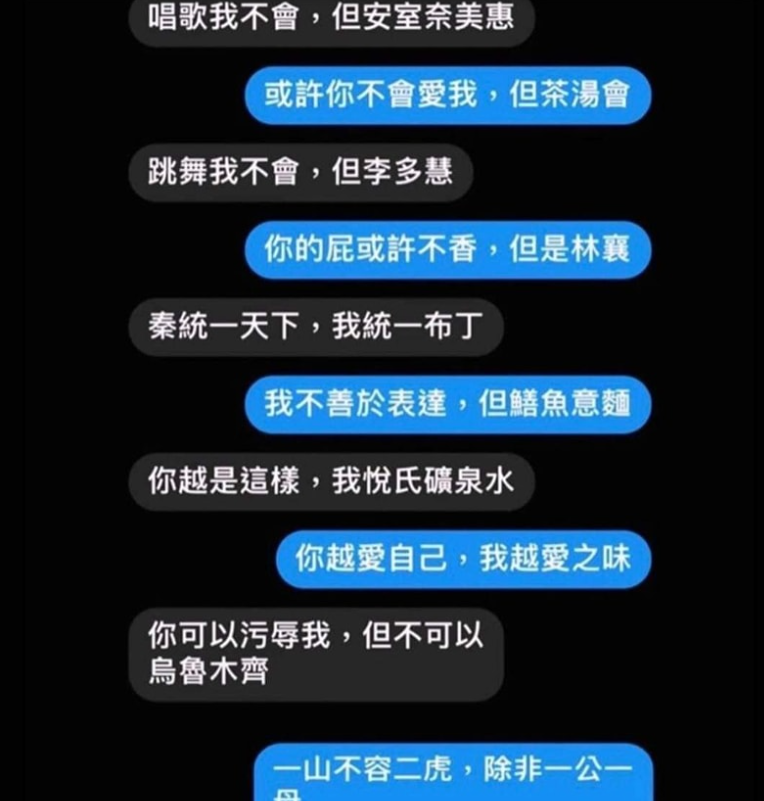 唱歌我不會，但安室奈美惠
或許你不會愛我，但茶湯會
跳舞我不會，但李多慧
你的屁或許不香，但是林襄
秦統一天下，我統一布丁
我不善於表達，但鱔魚意麵
你越是這樣，我悅氏礦泉水
你越愛自己，我越愛之味
你可以污辱我，但不可以
烏魯木齊
一山不容二虎，除非一公一